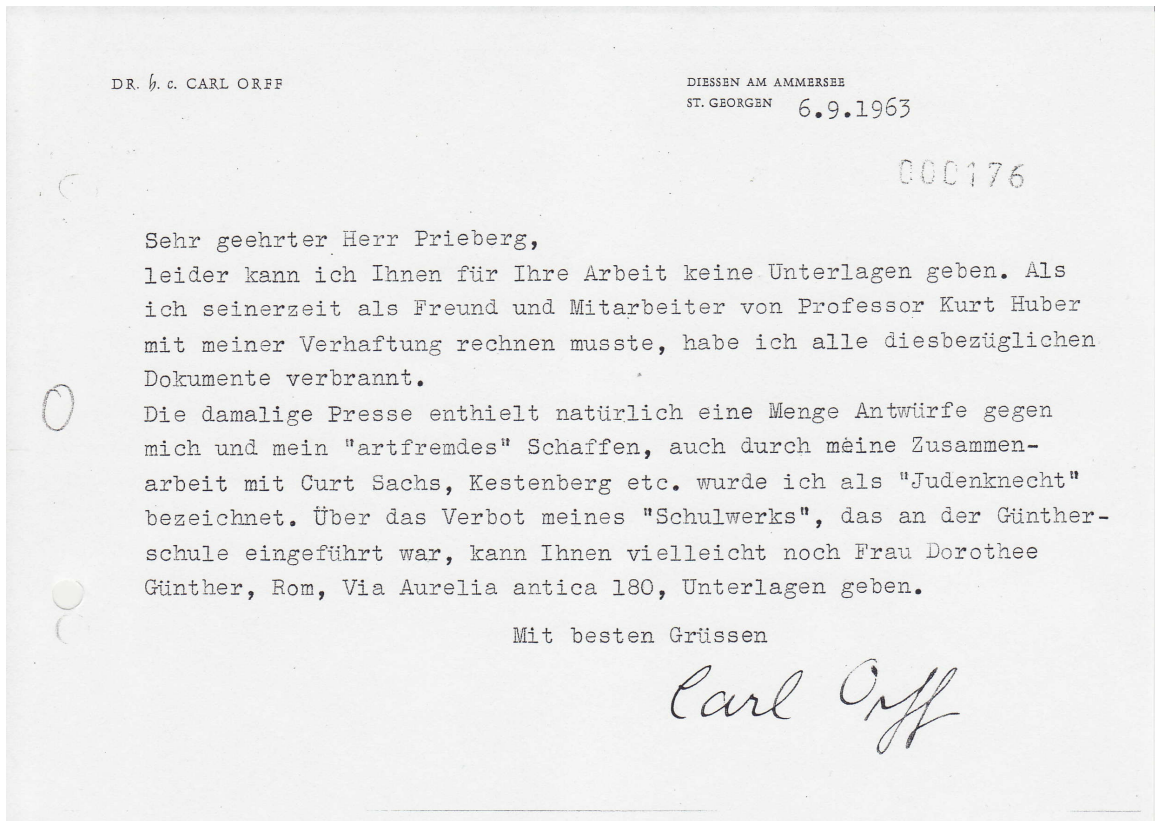 DR. h. c. CARL ORFF
DIESSEN AM AMMERSEE
ST. GEORGEN 6.9.1963
000176
Sehr geehrter Herr Prieberg,
leider kann ich Ihnen für Ihre Arbeit keine Unterlagen geben. Als
ich seinerzeit als Freund und Mitarbeiter von Professor Kurt Huber
mit meiner Verhaftung rechnen musste, habe ich alle diesbezüglichen
Dokumente verbrannt.
Die damalige Presse enthielt natürlich eine Menge Antwürfe gegen
mich und mein "artfremdes" Schaffen, auch durch meine Zusammen-
arbeit mit Curt Sachs, Kestenberg etc. wurde ich als "Judenknecht"
bezeichnet. Über das Verbot meines "Schulwerks", das an der Günther-
schule eingeführt war, kann Ihnen vielleicht noch Frau Dorothee
Günther, Rom, Via Aurelia antica 180, Unterlagen geben.
Mit besten Grüssen
Carl Orff